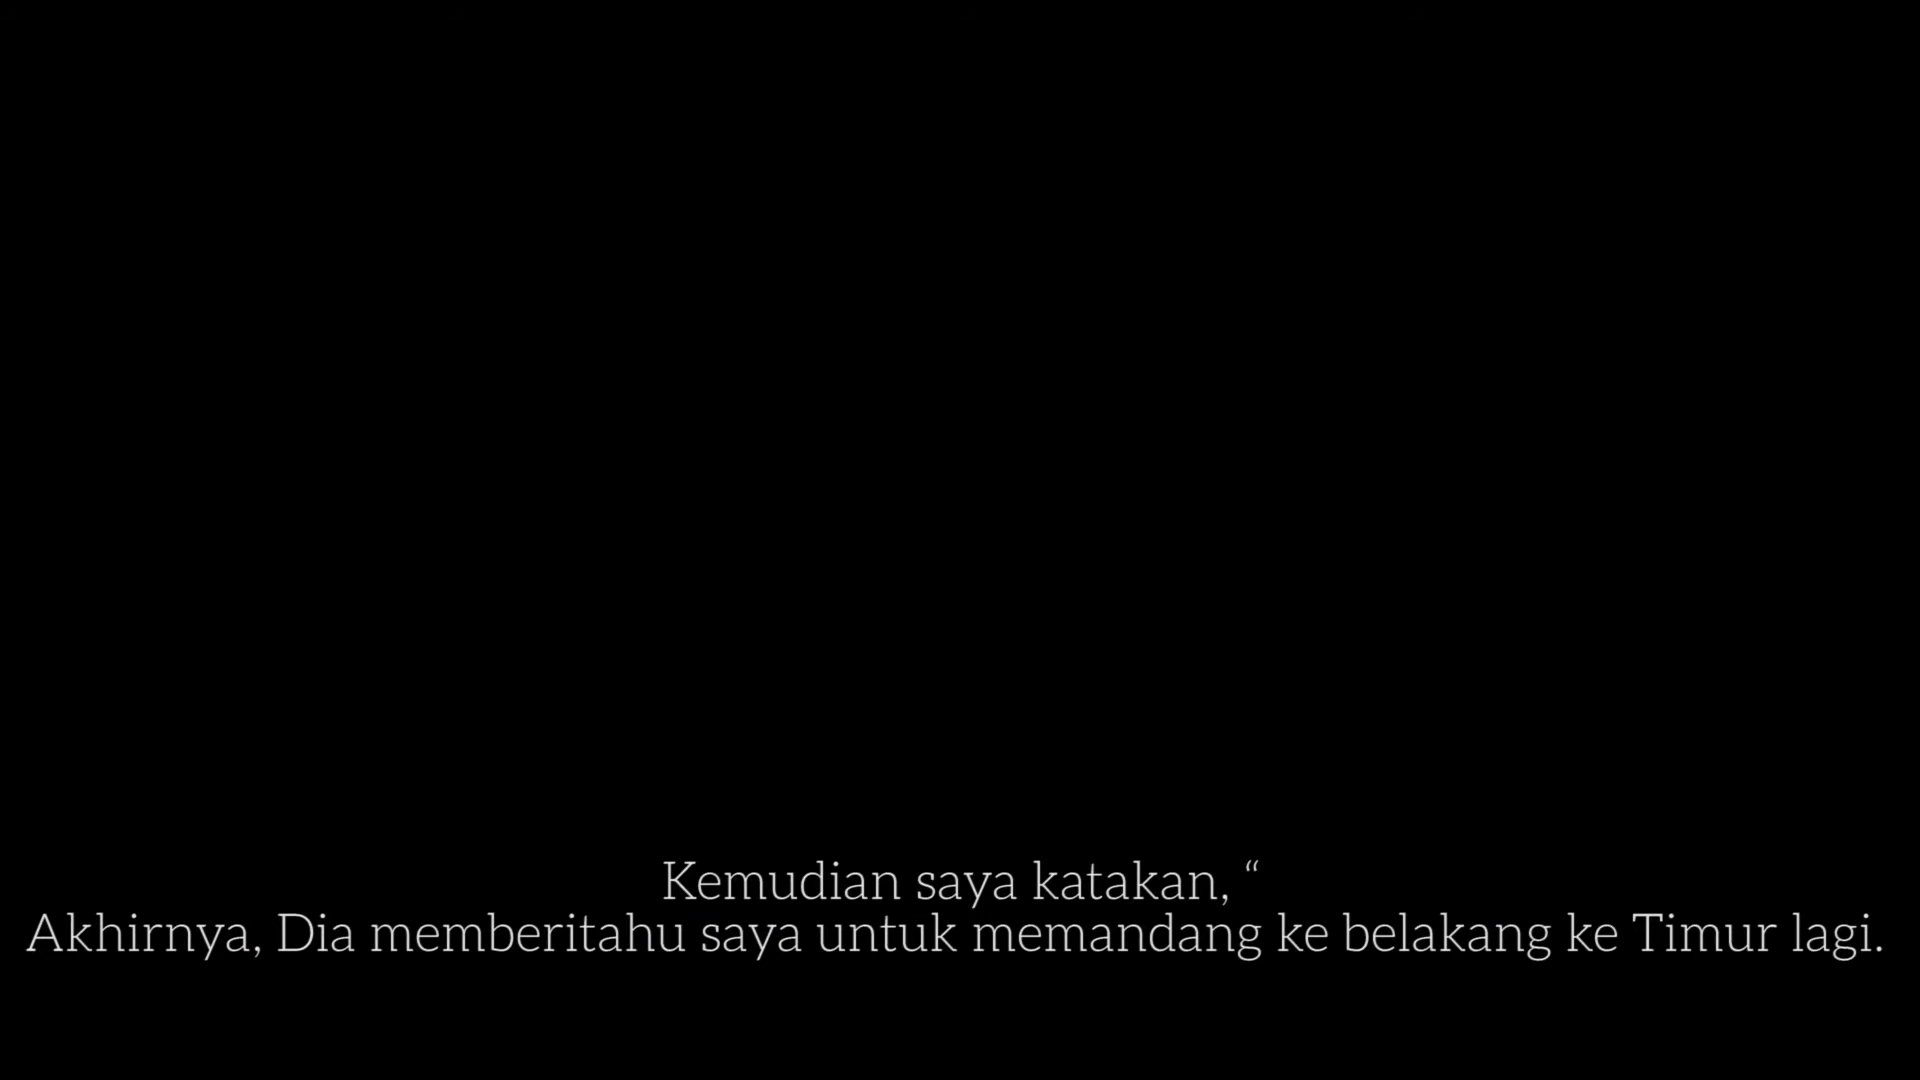 Kemudian saya katakan, “
Akhirnya, Dia memberitahu saya untuk memandang ke belakang ke Timur lagi.